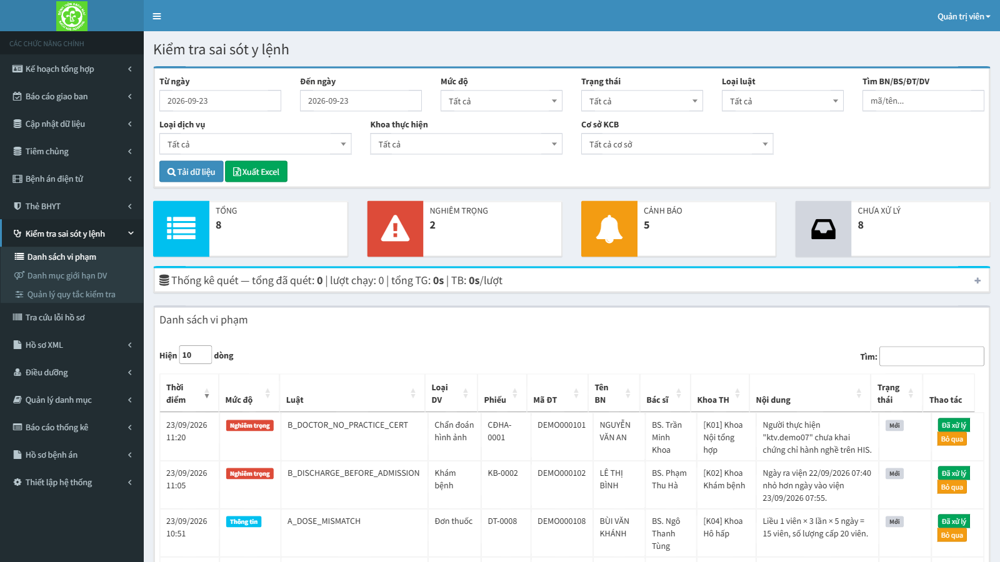 Quản trị viên
CÁC CHỨC NĂNG CHÍNH
Kế hoạch tổng hợp
Báo cáo giao ban
Cập nhật dữ liệu
Tiêm chủng
Bệnh án điện tử
Thẻ BHYT
Kiểm tra sai sót y lệnh
Danh sách vi phạm
Danh mục giới hạn DV
Quản lý quy tắc kiểm tra
Tra cứu lỗi hồ sơ
Hồ sơ XML
Điều dưỡng
Quản lý danh mục
Báo cáo thống kê
Hồ sơ bệnh án
Thiết lập hệ thống
Kiểm tra sai sót y lệnh
Từ ngày Đến ngày Mức độ Trạng thái Loại luật Tìm BN/BS/ĐT/DV
2026-09-23 2026-09-23 Tất cả Tất cả Tất cả mã/tên...
Loại dịch vụ Khoa thực hiện Cơ sở KCB
Tất cả Tất cả Tất cả cơ sở
Tải dữ liệu Xuất Excel
TỔNG NGHIÊM TRỌNG CẢNH BÁO CHƯA XỬ LÝ
8 2 5 8
Thống kê quét — tổng đã quét: 0 | lượt chạy: 0 | tổng TG: 0s | TB: 0s/lượt
Danh sách vi phạm
Hiện 10 dòng Tìm:
Thời Loại Tên Trạng
điểm Mức độ Luật DV Phiếu Mã ĐT BN Bác sĩ Khoa TH Nội dung thái Thao tác
23/09/2026 Nghiêm trọng B_DOCTOR_NO_PRACTICE_CERT Chẩn đoán CĐHA- DEMO000101 NGUYỄN BS. Trần [K01] Khoa Người thực hiện Mới Đã xử lý
11:20 hình ảnh 0001 VĂN AN Minh Nội tổng "ktv.demo07" chưa khai Bỏ qua
Khoa hợp chứng chỉ hành nghề trên HIS.
23/09/2026 Nghiêm trọng B_DISCHARGE_BEFORE_ADMISSION Khám KB-0002 DEMO000102 LÊ THỊ BS. Phạm [K02] Khoa Ngày ra viện 22/09/2026 07:40 Mới Đã xử lý
11:05 bệnh BÌNH Thu Hà Khám bệnh nhỏ hơn ngày vào viện Bỏ qua
23/09/2026 07:55.
23/09/2026 Thông tin A_DOSE_MISMATCH Đơn thuốc DT-0008 DEMO000108 BÙI VĂN BS. Ngô [K04] Khoa Liều 1 viên × 3 lần × 5 ngày = Mới Đã xử lý
10:51 KHÁNH Thanh Hô hấp 15 viên, số lượng cấp 20 viên. Bỏ qua
Tùng